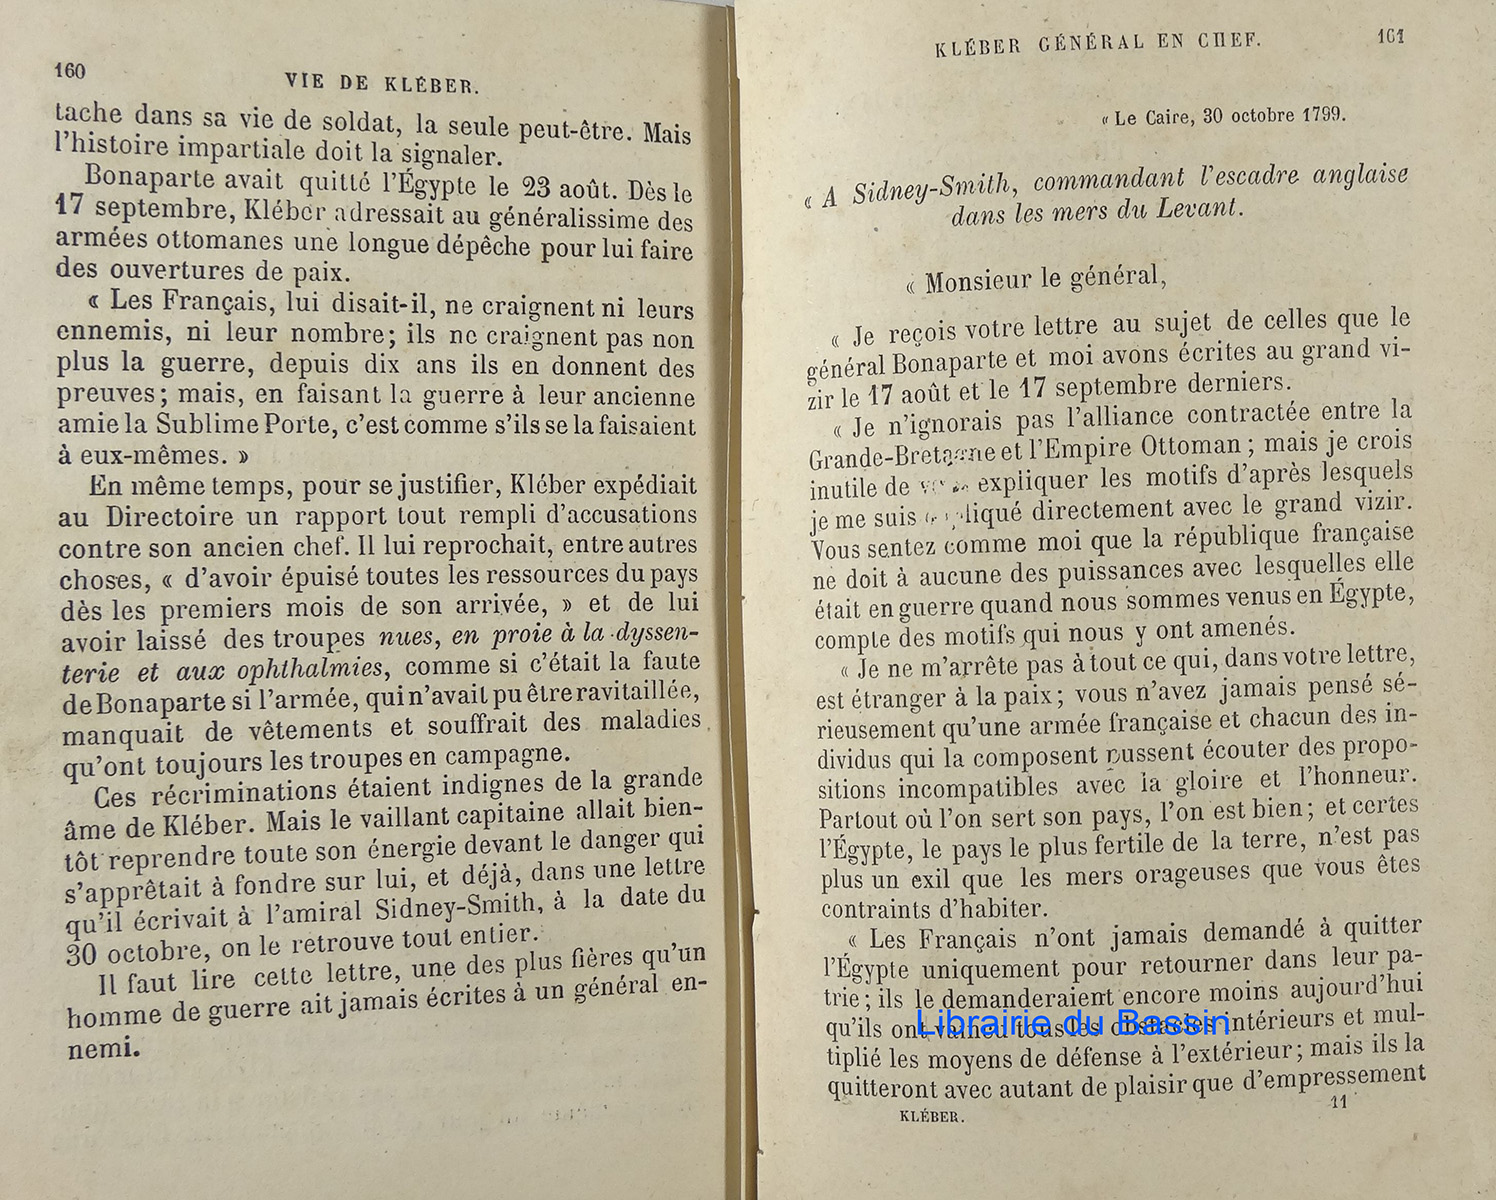 160
VIE DE KLÉBER.
tache dans sa vie de soldat, la seule peut-être. Mais
l'histoire impartiale doit la signaler.
Bonaparte avait quitté l'Égypte le 23 août. Dès le
17 septembre, Kléber adressait au généralissime des
armées ottomanes une longue dépêche pour lui faire
des ouvertures de paix.
« Les Français, lui disait-il, ne craignent ni leurs
ennemis, ni leur nombre; ils ne craignent pas non
plus la guerre, depuis dix ans ils en donnent des
preuves; mais, en faisant la guerre à leur ancienne
amie la Sublime Porte, c'est comme s'ils se la faisaient
à eux-mêmes. »
En même temps, pour se justifier, Kléber expédiait
au Directoire un rapport tout rempli d'accusations
contre son ancien chef. Il lui reprochait, entre autres
choses, « d'avoir épuisé toutes les ressources du pays
dès les premiers mois de son arrivée, » et de lui
avoir laissé des troupes nues, en proie à la dyssen-
terie et aux ophthalmies, comme si c'était la faute
de Bonaparte si l'armée, qui n'avait pu être ravitaillée,
manquait de vêtements et souffrait des maladies
qu'ont toujours les troupes en campagne.
Ces récriminations étaient indignes de la grande
âme de Kléber. Mais le vaillant capitaine allait bien-
tôt reprendre toute son énergie devant le danger qui
s'apprêtait à fondre sur lui, et déjà, dans une lettre
qu'il écrivait à l'amiral Sidney-Smith, à la date du
30 octobre, on le retrouve tout entier.
Il faut lire cette lettre, une des plus fières qu'un
homme de guerre ait jamais écrites à un général en-
nemi.
KLÉBER GÉNÉRAL EN CHEF.
161
« Le Caire, 30 octobre 1799.
« A Sidney-Smith, commandant l'escadre anglaise
dans les mers du Levant.
« Monsieur le général,
« Je reçois votre lettre au sujet de celles que le
général Bonaparte et moi avons écrites au grand vi-
zir le 17 août et le 17 septembre derniers.
« Je n'ignorais pas l'alliance contractée entre la
Grande-Bretagne et l'Empire Ottoman; mais je crois
inutile de expliquer les motifs d'après lesquels
je me suis directement avec le grand vizir.
Vous sentez comme moi que la république française
ne doit à aucune des puissances avec lesquelles elle
était en guerre quand nous sommes venus en Égypte,
compte des motifs qui nous y ont amenés.
« Je ne m'arrête pas à tout ce qui, dans votre lettre,
est étranger à la paix; vous n'avez jamais pensé sé-
rieusement qu'une armée française et chacun des in-
dividus qui la composent pussent écouter des propo-
sitions incompatibles avec la gloire et l'honneur.
Partout où l'on sert son pays, l'on est bien; et certes
l'Égypte, le pays le plus fertile de la terre, n'est pas
plus un exil que les mers orageuses que vous êtes
contraints d'habiter.
« Les Français n'ont jamais demandé à quitter
l'Égypte uniquement pour retourner dans leur pa-
trie; ils le demanderaient encore moins aujourd'hui
qu'ils ont vaincu tous les obstacles intérieurs et mul-
Librairie du Bassin
tiplié les moyens de défense à l'extérieur; mais ils la
quitteront avec autant de plaisir que d'empressement
KLÉBER.
11